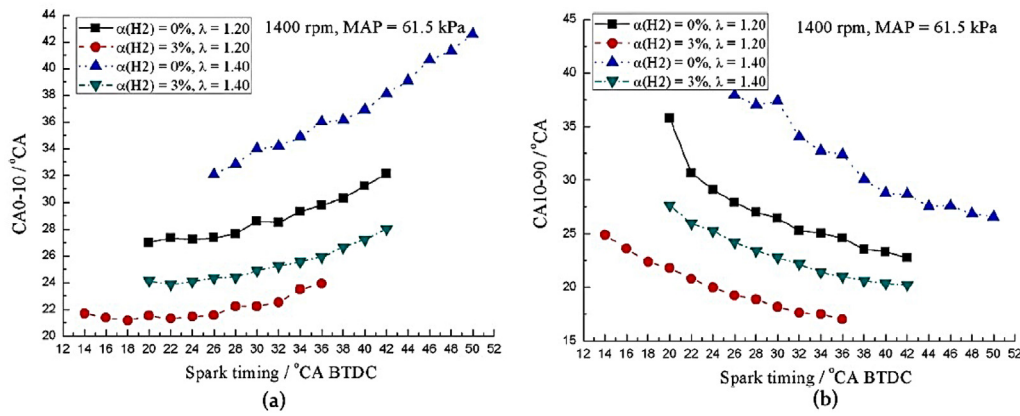 44
42
40
38
36
34
32
30
28
26
24
22
20
CA0-10 / °CA
α(H2) = 0%, λ = 1.20
α(H2) = 3%, λ = 1.20
α(H2) = 0%, λ = 1.40
α(H2) = 3%, λ = 1.40
1400 rpm, MAP = 61.5 kPa
12 14 16 18 20 22 24 26 28 30 32 34 36 38 40 42 44 46 48 50 52
Spark timing / °CA BTDC
(a)
45
40
35
30
25
20
15
CA10-90 / °CA
α(H2) = 0%, λ = 1.20
α(H2) = 3%, λ = 1.20
α(H2) = 0%, λ = 1.40
α(H2) = 3%, λ = 1.40
1400 rpm, MAP = 61.5 kPa
12 14 16 18 20 22 24 26 28 30 32 34 36 38 40 42 44 46 48 50 52
Spark timing / °CA BTDC
(b)